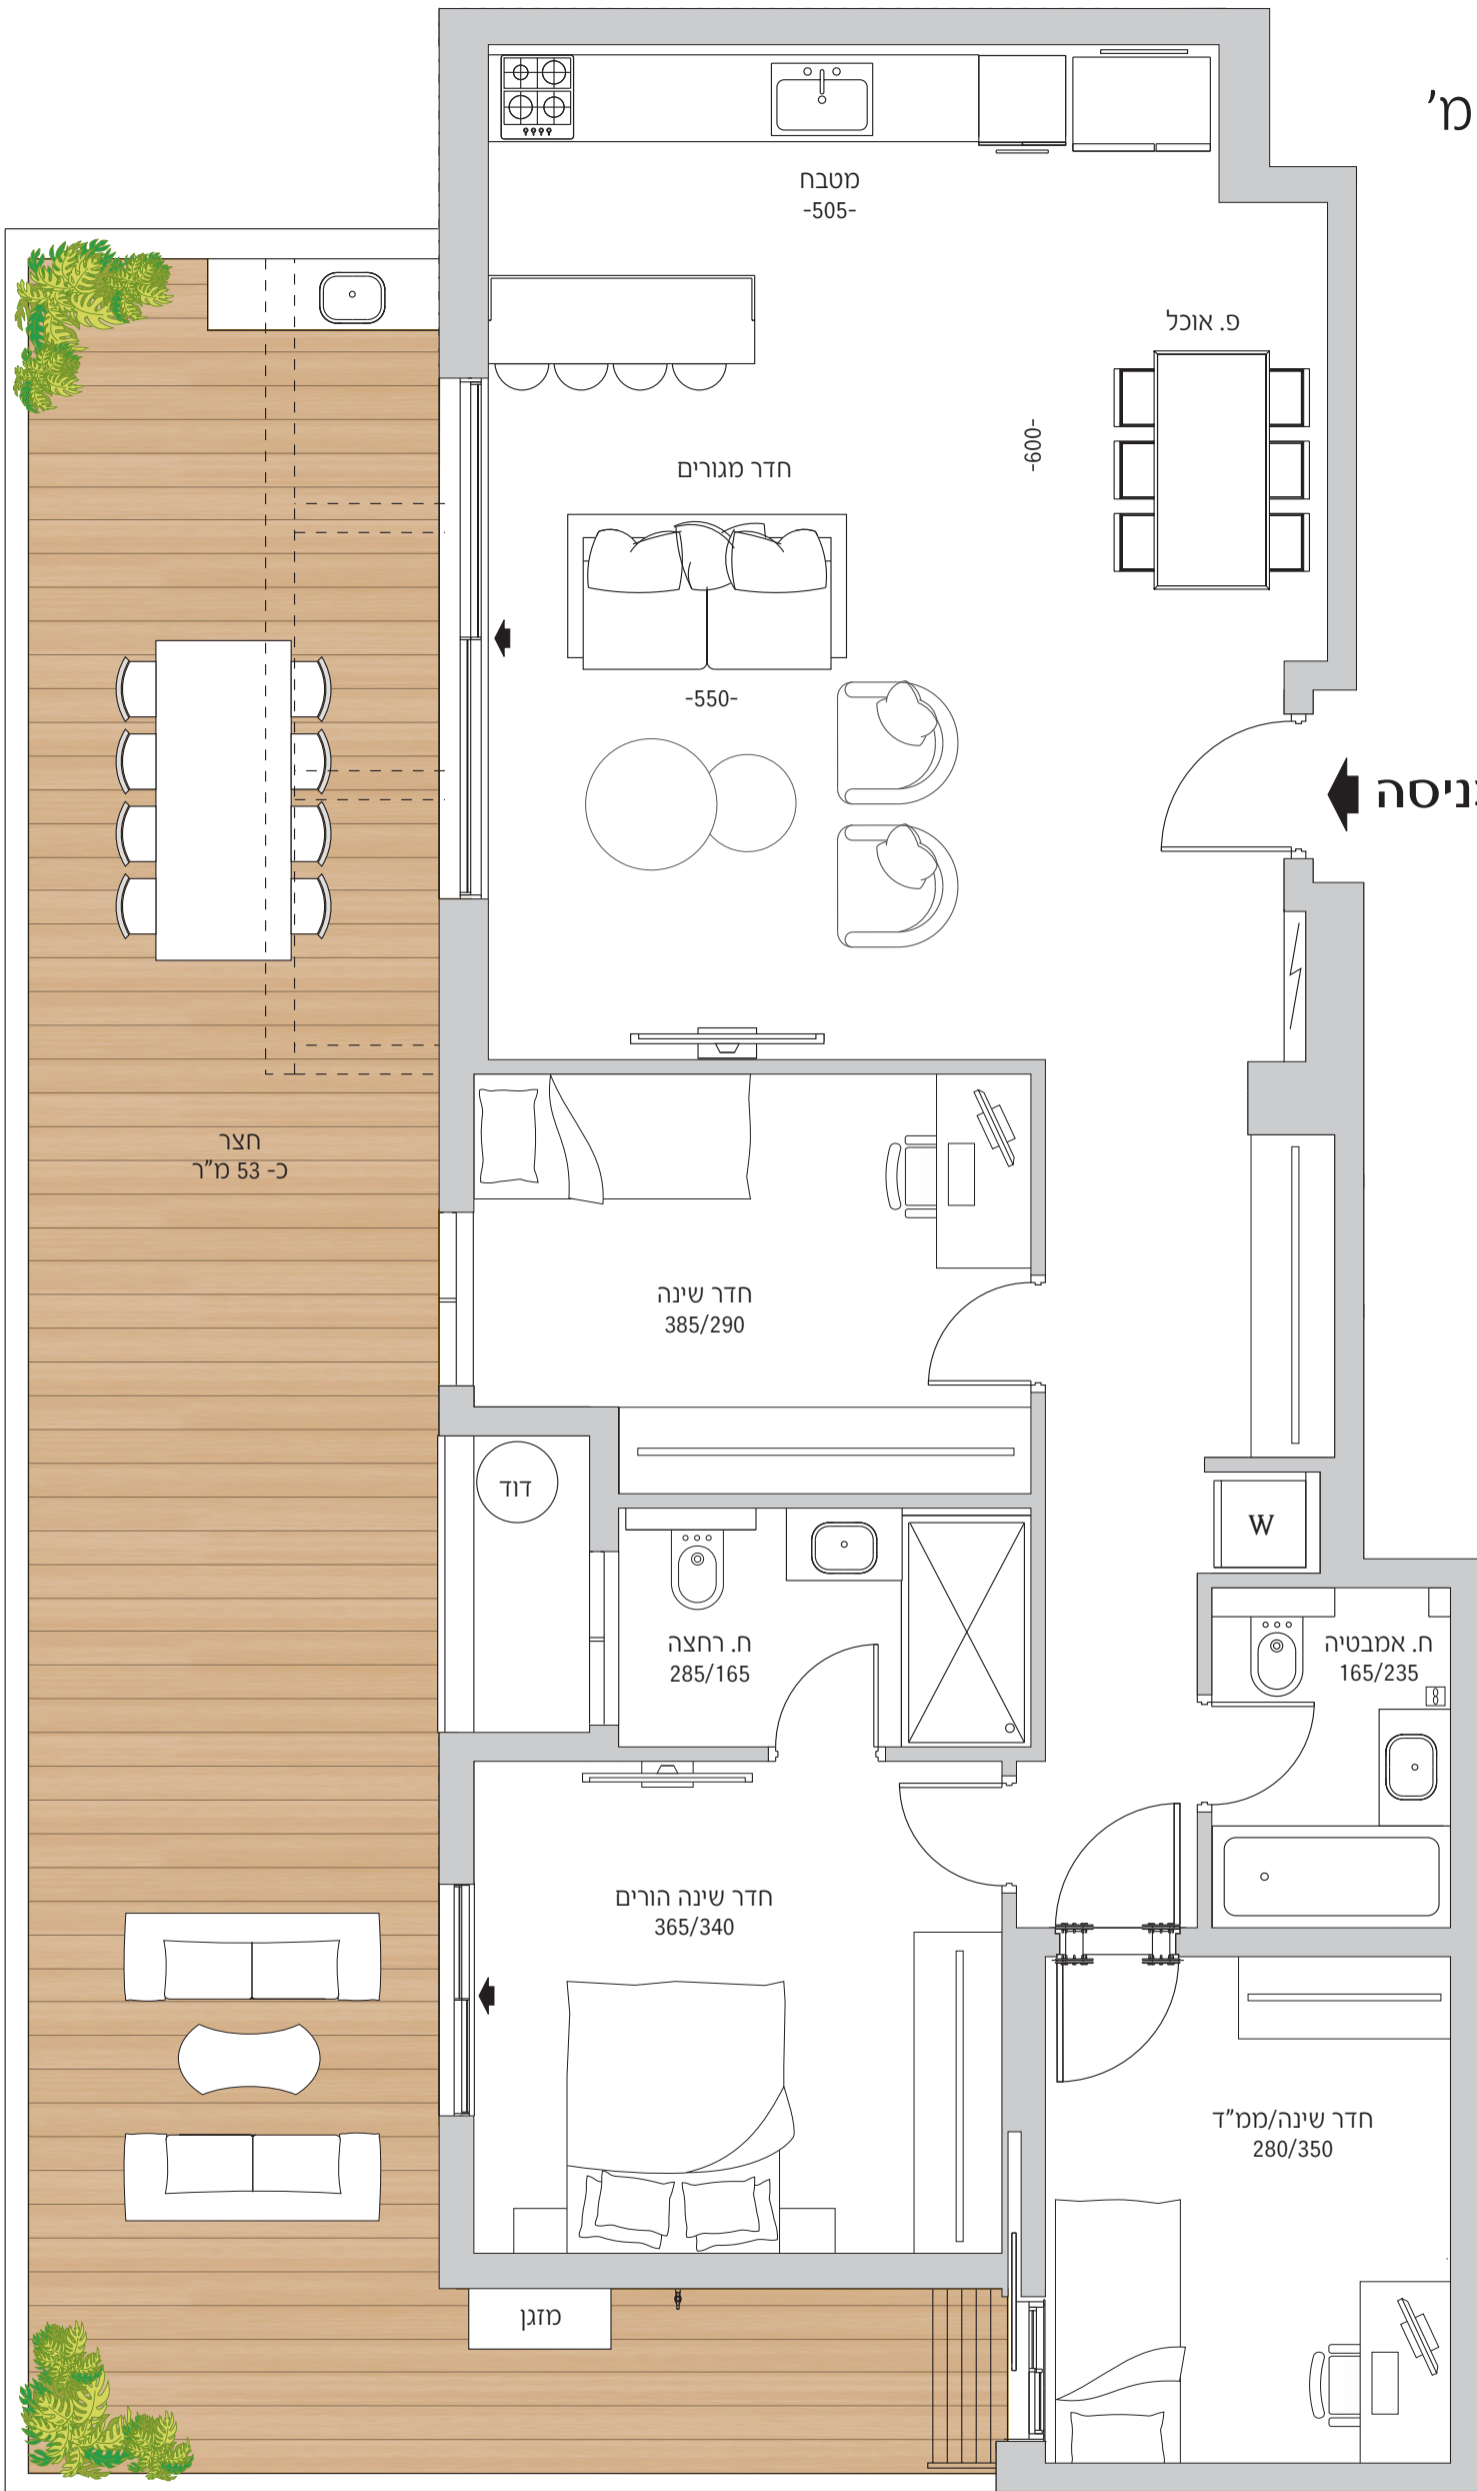 מ'
מטבח
-505-
פ. אוכל
-600-
חדר מגורים
-550-
חצר
כ- 53 מ"ר
חדר שינה
385/290
דוד
W
ח. רחצה
285/165
ח. אמבטיה
165/235
חדר שינה הורים
365/340
חדר שינה/ממ"ד
280/350
מזגן